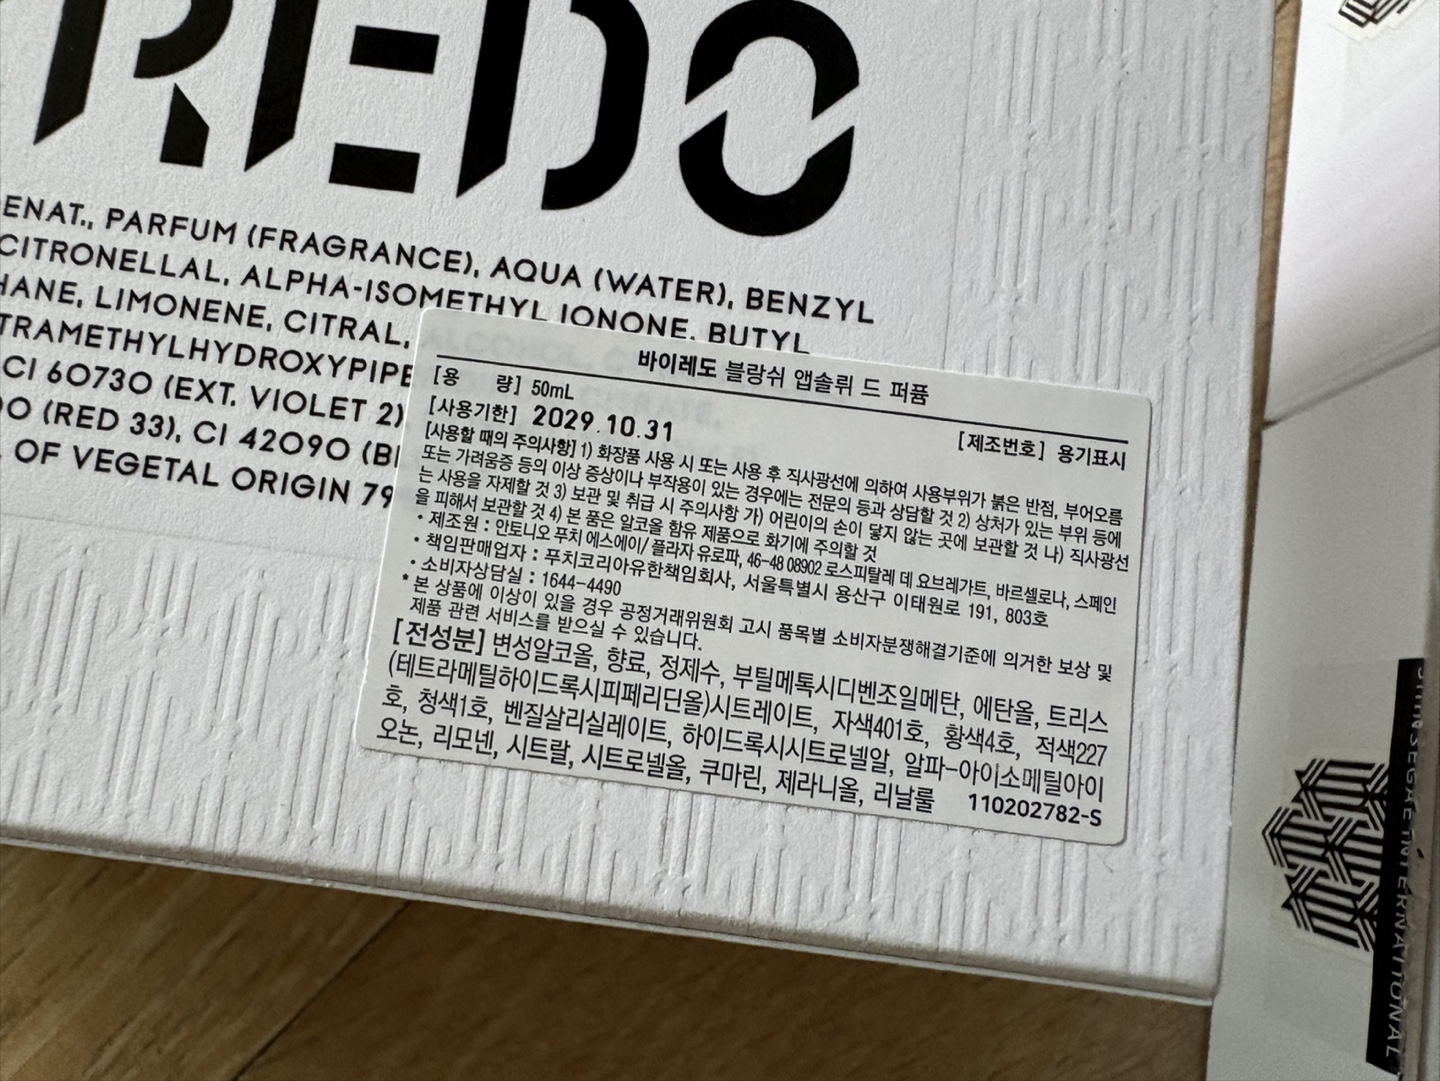 REDO
ENAT., PARFUM (FRAGRANCE), AQUA (WATER), BENZYL
CITRONELLAL, ALPHA-ISOMETHYL IONONE, BUTYL
HANE, LIMONENE, CITRAL,
TRAMETHYLHYDROXYPIPE
CI 60730 (EXT. VIOLET 2),
00 (RED 33), CI 42090 (BI
OF VEGETAL ORIGIN 79
바이레도 블랑쉬 앱솔뤼 드 퍼퓸
[용 량] 50mL
[사용기한] 2029.10.31 [제조번호] 용기표시
[사용할 때의 주의사항] 1) 화장품 사용 시 또는 사용 후 직사광선에 의하여 사용부위가 붉은 반점, 부어오름
또는 가려움증 등의 이상 증상이나 부작용이 있는 경우에는 전문의 등과 상담할 것 2) 상처가 있는 부위 등에
는 사용을 자제할 것 3) 보관 및 취급 시 주의사항 가) 어린이의 손이 닿지 않는 곳에 보관할 것 나) 직사광선
을 피해서 보관할 것 4) 본 품은 알코올 함유 제품으로 화기에 주의할 것
• 제조원 : 안토니오 푸치 에스에이/ 플라자 유로파, 46-48 08902 로스피탈레 데 요브레가트, 바르셀로나, 스페인
• 책임판매업자 : 푸치코리아유한책임회사, 서울특별시 용산구 이태원로 191, 803호
• 소비자상담실 : 1644-4490
* 본 상품에 이상이 있을 경우 공정거래위원회 고시 품목별 소비자분쟁해결기준에 의거한 보상 및
제품 관련 서비스를 받으실 수 있습니다.
[전성분] 변성알코올, 향료, 정제수, 부틸메톡시디벤조일메탄, 에탄올, 트리스
(테트라메틸하이드록시피페리딘올)시트레이트, 자색401호, 황색4호, 적색227
호, 청색1호, 벤질살리실레이트, 하이드록시시트로넬알, 알파-아이소메틸아이
오논, 리모넨, 시트랄, 시트로넬올, 쿠마린, 제라니올, 리날룰 110202782-S
SHINSEGAE INTERNATIONAL